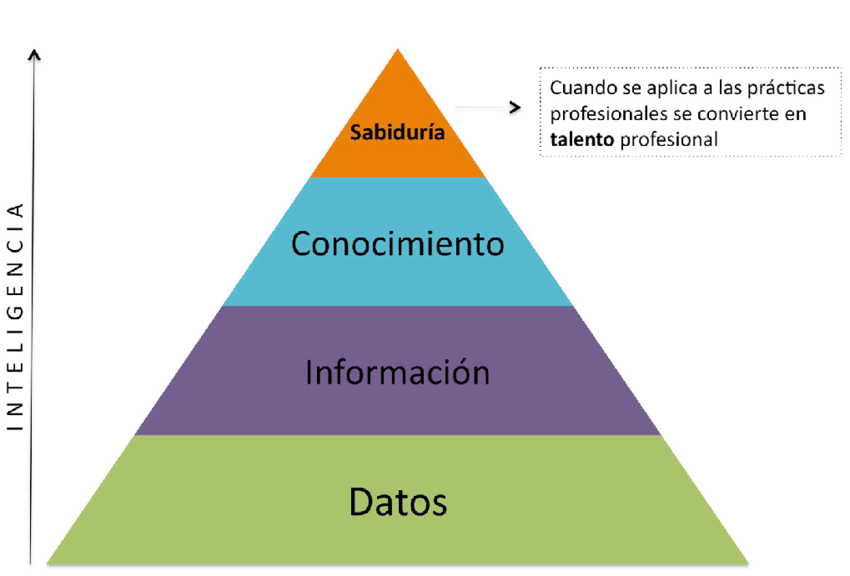 INTELIGENCIA
Sabiduría
Cuando se aplica a las prácticas
profesionales se convierte en
talento profesional
Conocimiento
Información
Datos